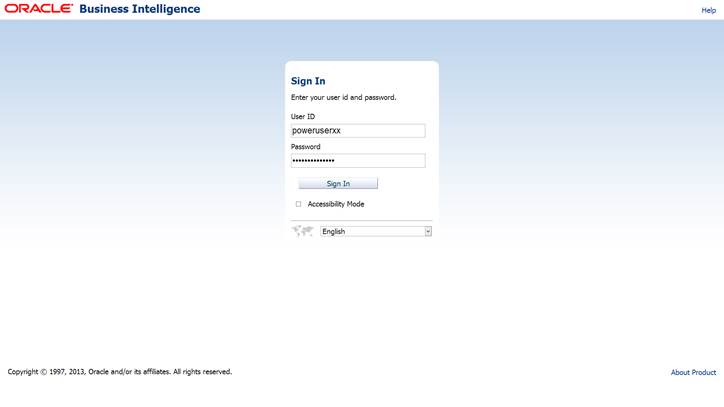 ORACLE Business Intelligence
Help
Sign In
Enter your user id and password.
User ID
poweruserxx
Password
••••••••••••••
Sign In
Accessibility Mode
English
Copyright © 1997, 2013, Oracle and/or its affiliates. All rights reserved.
About Product